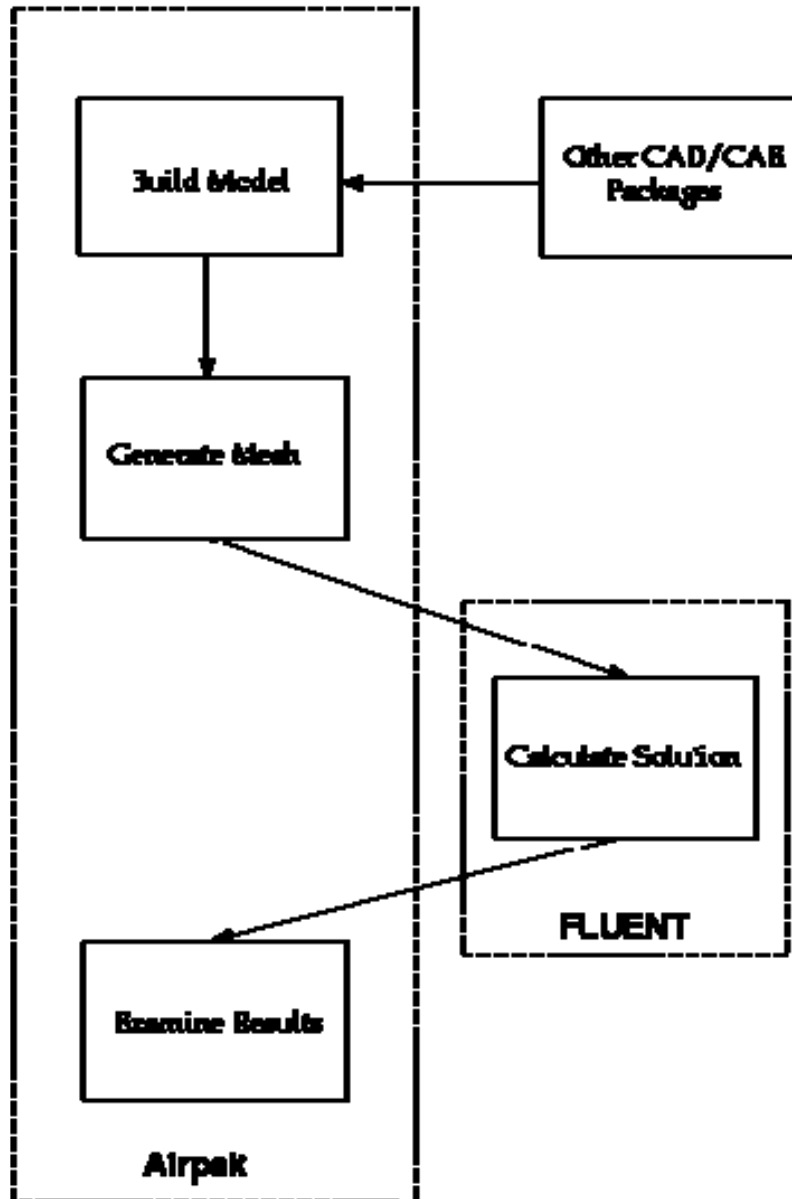 Build Model
Other CAD/CAE
Packages
Generate Mesh
Calculate Solution
FLUENT
Examine Results
Airpak